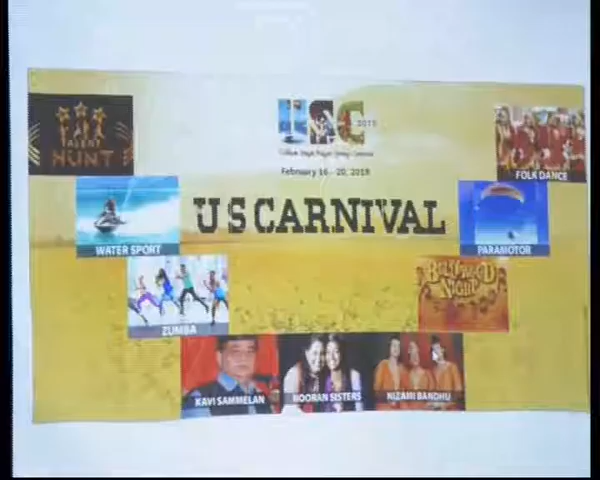 TALENT
HUNT
USC
2019
February 16 - 20, 2019
FOLK DANCE
U S CARNIVAL
WATER SPORT
PARAMOTOR
BOLLYWOOD
NIGHT
ZUMBA
KAVI SAMMELAN
NOORAN SISTERS
NIZAMI BANDHU